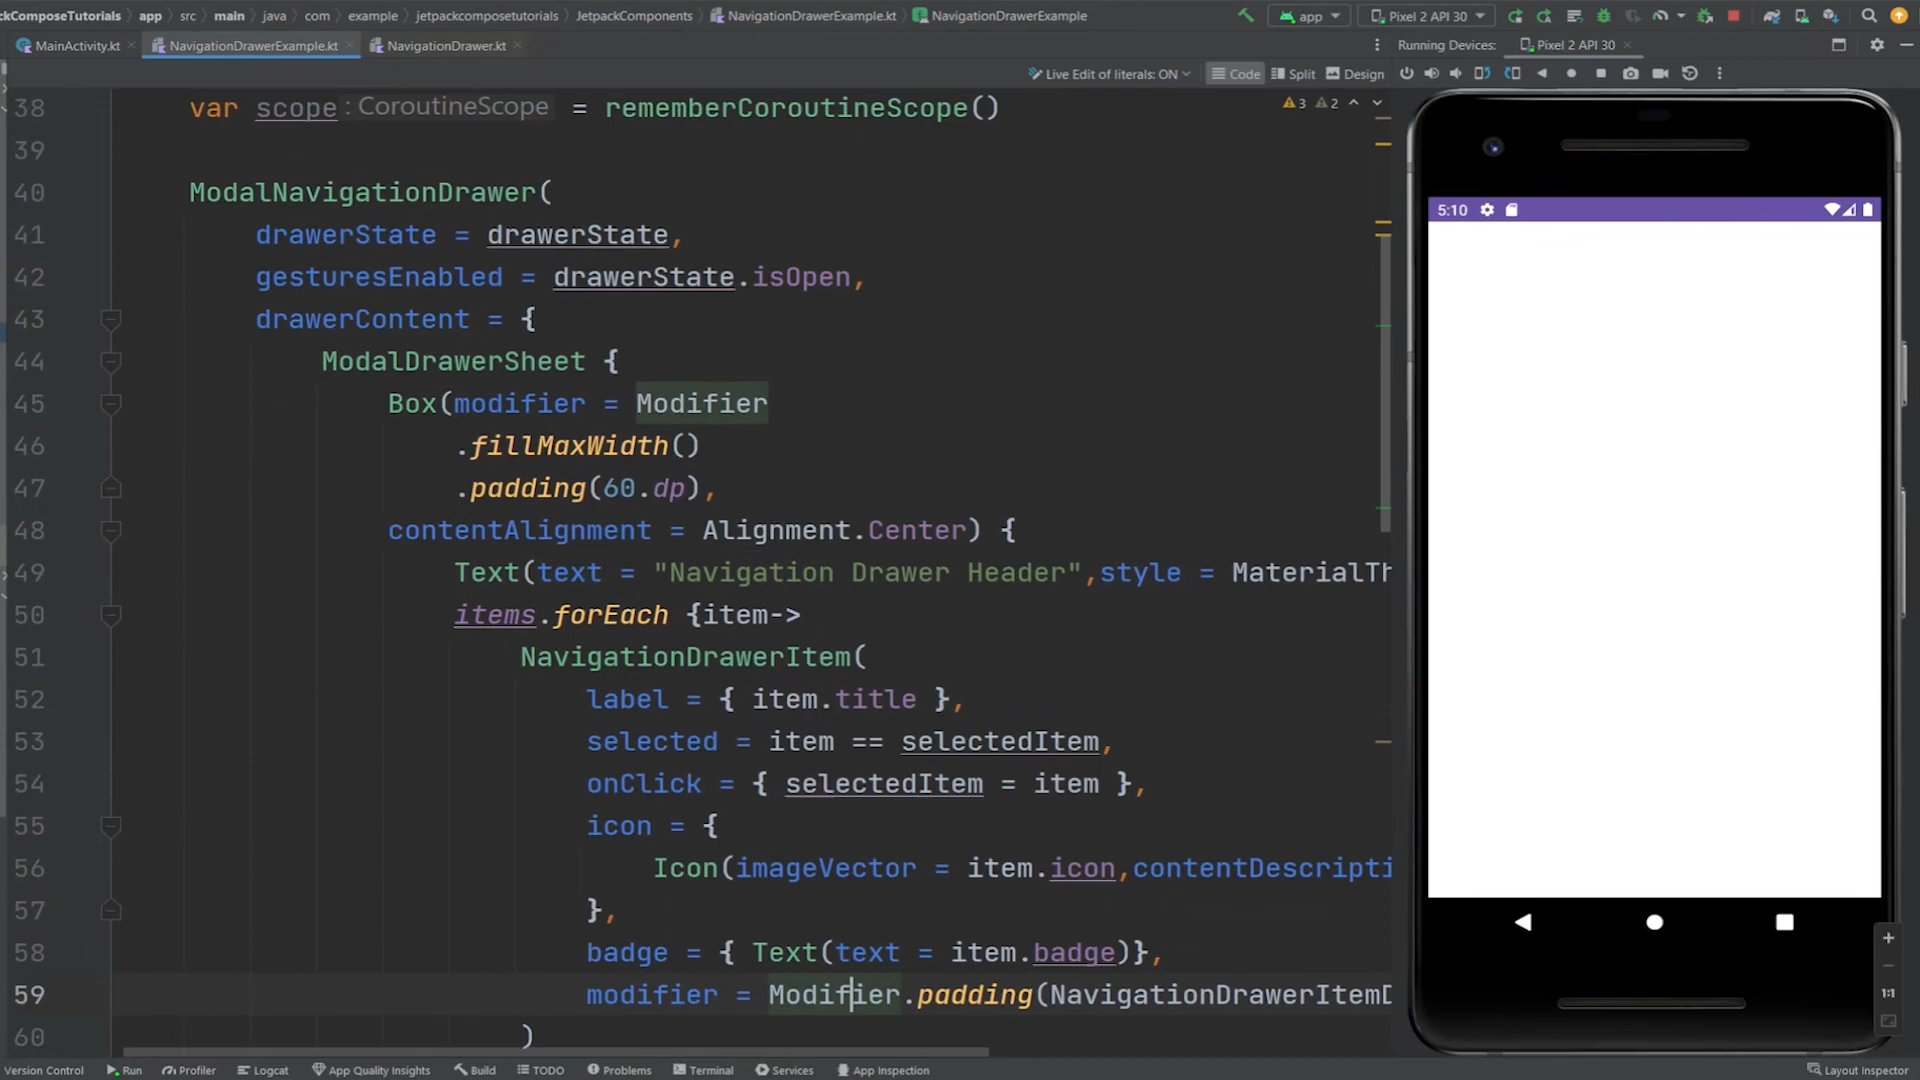 ckComposeTutorials app src main java com example jetpackcomposetutorials JetpackComponents NavigationDrawerExample.kt NavigationDrawerExample app Pixel 2 API 30
MainActivity.kt NavigationDrawerExample.kt NavigationDrawer.kt Running Devices: Pixel 2 API 30
Live Edit of literals: ON Code Split Design
3 2
38 var scope : CoroutineScope = rememberCoroutineScope()
39
40 ModalNavigationDrawer(
41 drawerState = drawerState,
42 gesturesEnabled = drawerState.isOpen,
43 drawerContent = {
44 ModalDrawerSheet {
45 Box(modifier = Modifier
46 .fillMaxWidth()
47 .padding(60.dp),
48 contentAlignment = Alignment.Center) {
49 Text(text = "Navigation Drawer Header",style = MaterialTh
50 items.forEach {item->
51 NavigationDrawerItem(
52 label = { item.title },
53 selected = item == selectedItem,
54 onClick = { selectedItem = item },
55 icon = {
56 Icon(imageVector = item.icon,contentDescripti
57 },
58 badge = { Text(text = item.badge)},
59 modifier = Modifier.padding(NavigationDrawerItemD
60 )
5:10
1:1
Version Control Run Profiler Logcat App Quality Insights Build TODO Problems Terminal Services App Inspection Layout Inspector